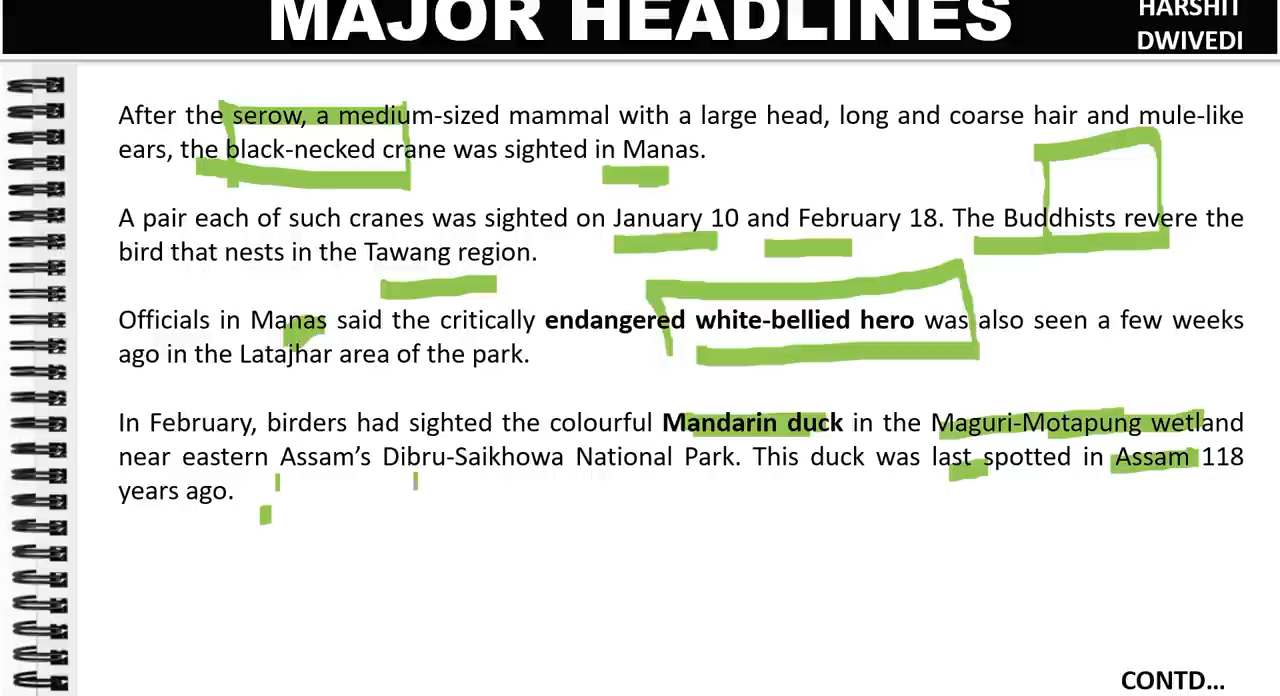 MAJOR HEADLINES
HARSHIT
DWIVEDI
After the serow, a medium-sized mammal with a large head, long and coarse hair and mule-like
ears, the black-necked crane was sighted in Manas.
A pair each of such cranes was sighted on January 10 and February 18. The Buddhists revere the
bird that nests in the Tawang region.
Officials in Manas said the critically endangered white-bellied hero was also seen a few weeks
ago in the Latajhar area of the park.
In February, birders had sighted the colourful Mandarin duck in the Maguri-Motapung wetland
near eastern Assam’s Dibru-Saikhowa National Park. This duck was last spotted in Assam 118
years ago.
CONTD...